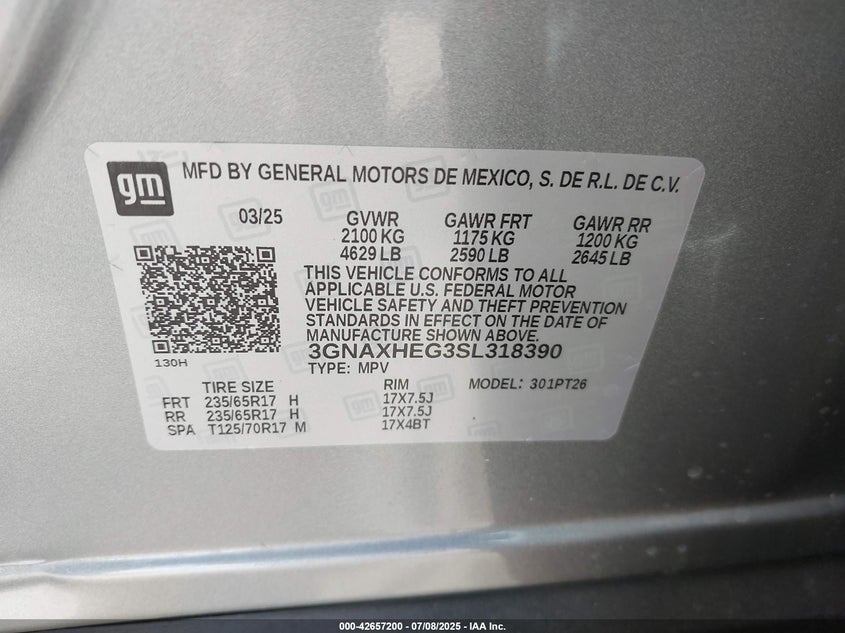 gm
MFD BY GENERAL MOTORS DE MEXICO, S. DE R.L. DE C.V.
03/25 GVWR GAWR FRT GAWR RR
2100 KG 1175 KG 1200 KG
4629 LB 2590 LB 2645 LB
THIS VEHICLE CONFORMS TO ALL
APPLICABLE U.S. FEDERAL MOTOR
VEHICLE SAFETY AND THEFT PREVENTION
STANDARDS IN EFFECT ON THE DATE OF
MANUFACTURE SHOWN ABOVE.
130H
3GNAXHEG3SL318390
TYPE: MPV
TIRE SIZE RIM MODEL: 301PT26
FRT 235/65R17 H 17X7.5J
RR 235/65R17 H 17X7.5J
SPA T125/70R17 M 17X4BT
000-42657200 - 07/08/2025 - IAA Inc.